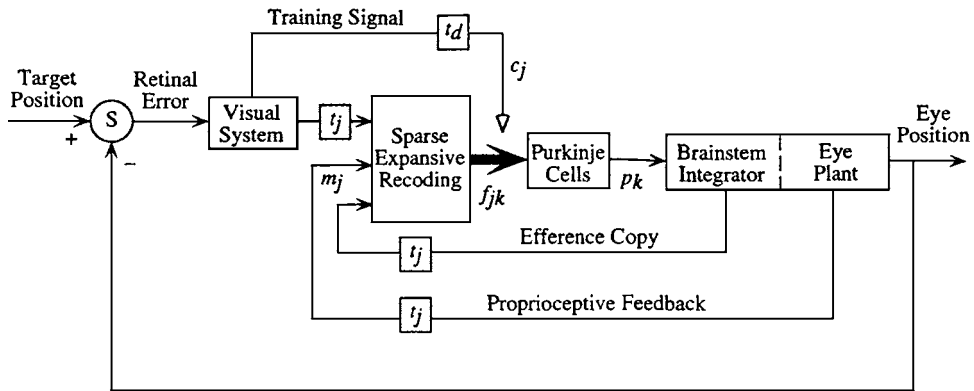 Training Signal
t_d
c_j
Target
Position
+
−
S
Retinal
Error
Visual
System
t_j
Sparse
Expansive
Recoding
m_j
f_jk
Purkinje
Cells
p_k
Brainstem
Integrator
Eye
Plant
Eye
Position
Efference Copy
t_j
Proprioceptive Feedback
t_j